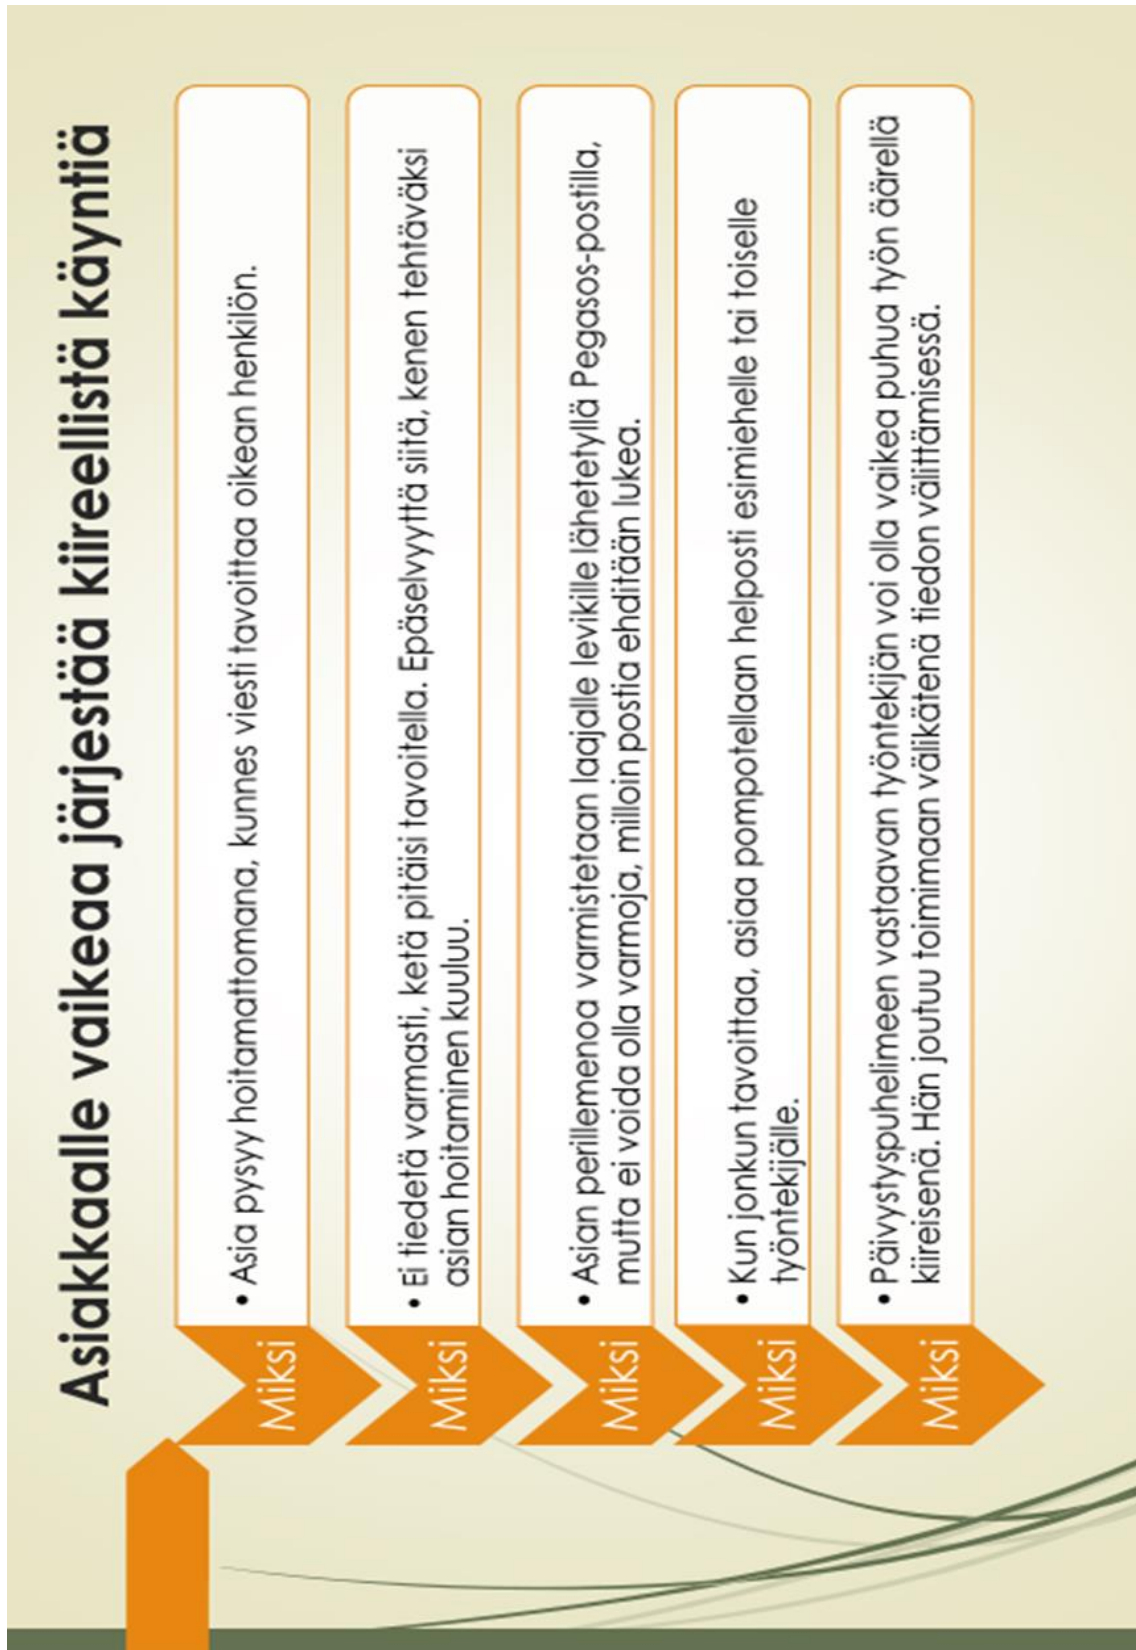 Asiakkaalle vaikeaa järjestää kiireellistä käyntiä
Miksi
• Asia pysyy hoitamattomana, kunnes viesti tavoittaa oikean henkilön.
Miksi
• Ei tiedetä varmasti, ketä pitäisi tavoitella. Epäselvyyttä siitä, kenen tehtäväksi
asian hoitaminen kuuluu.
Miksi
• Asian perillemenoa varmistetaan laajalle levikille lähetetyllä Pegasos-postilla,
mutta ei voida olla varmoja, milloin postia ehditään lukea.
Miksi
• Kun jonkun tavoittaa, asiaa pompotellaan helposti esimiehelle tai toiselle
työntekijälle.
Miksi
• Päivystyspuhelimeen vastaavan työntekijän voi olla vaikea puhua työn äärellä
kiireisenä. Hän joutuu toimimaan välikätenä tiedon välittämisessä.